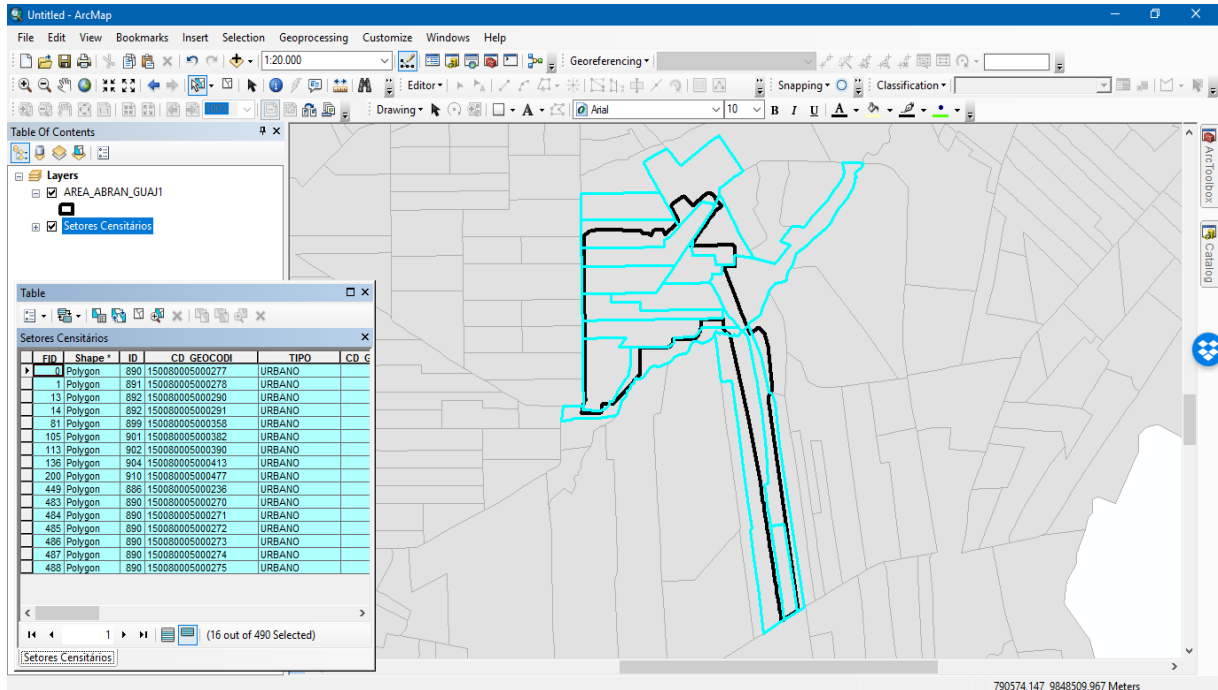 Untitled - ArcMap
File Edit View Bookmarks Insert Selection Geoprocessing Customize Windows Help
1:20.000 Georeferencing
Editor Snapping Classification
Drawing Arial 10 B I U A
Table Of Contents
Layers
AREA_ABRAN_GUAJ1
Setores Censitários
ArcToolbox
Catalog
Table
Setores Censitários
FID Shape * ID CD_GEOCODI TIPO CD_G
0 Polygon 890 150080005000277 URBANO
1 Polygon 891 150080005000278 URBANO
13 Polygon 892 150080005000290 URBANO
14 Polygon 892 150080005000291 URBANO
81 Polygon 899 150080005000358 URBANO
105 Polygon 901 150080005000382 URBANO
113 Polygon 902 150080005000390 URBANO
136 Polygon 904 150080005000413 URBANO
200 Polygon 910 150080005000477 URBANO
449 Polygon 886 150080005000236 URBANO
483 Polygon 890 150080005000270 URBANO
484 Polygon 890 150080005000271 URBANO
485 Polygon 890 150080005000272 URBANO
486 Polygon 890 150080005000273 URBANO
487 Polygon 890 150080005000274 URBANO
488 Polygon 890 150080005000275 URBANO
1 (16 out of 490 Selected)
Setores Censitários
790574,147 9848509,967 Meters